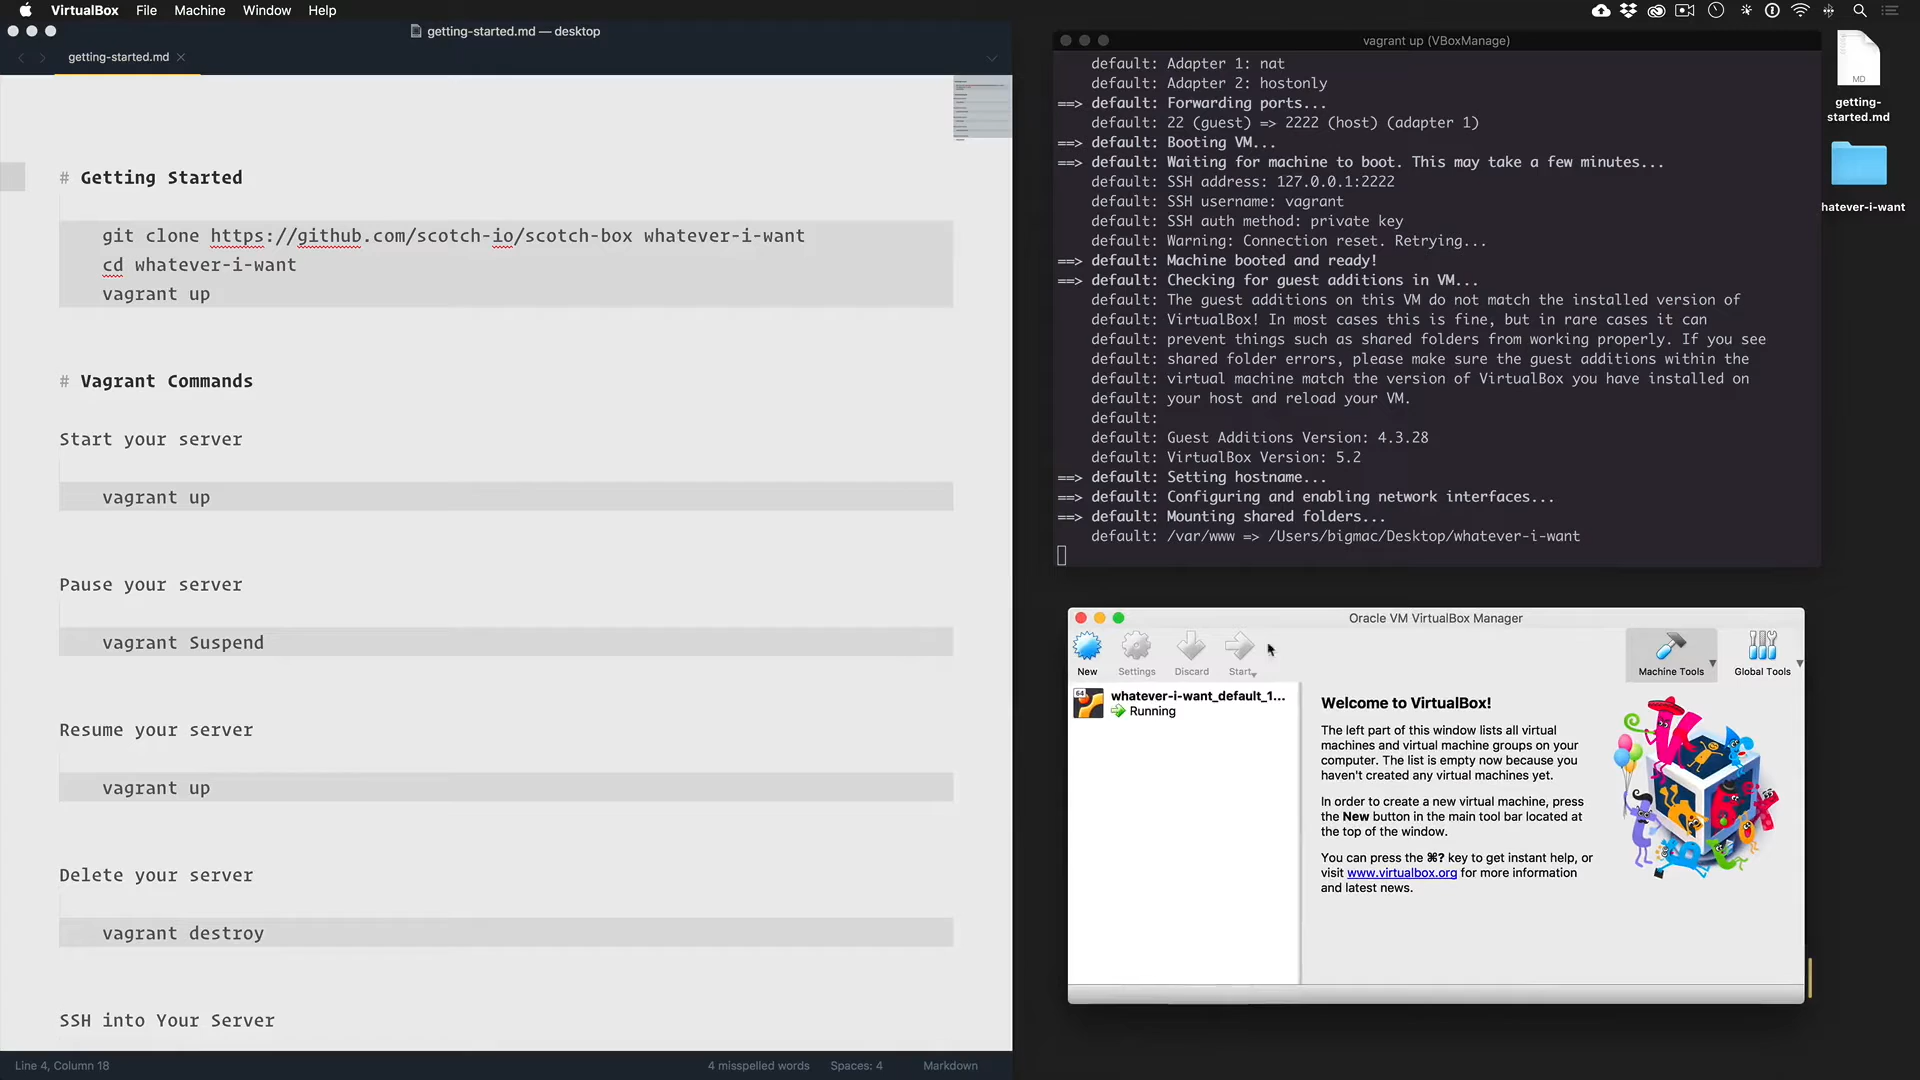 VirtualBox File Machine Window Help
getting-started.md — desktop
getting-started.md
# Getting Started
git clone https://github.com/scotch-io/scotch-box whatever-i-want
cd whatever-i-want
vagrant up
# Vagrant Commands
Start your server
vagrant up
Pause your server
vagrant Suspend
Resume your server
vagrant up
Delete your server
vagrant destroy
SSH into Your Server
Line 4, Column 18
4 misspelled words
Spaces: 4
Markdown
vagrant up (VBoxManage)
default: Adapter 1: nat
default: Adapter 2: hostonly
==> default: Forwarding ports...
default: 22 (guest) => 2222 (host) (adapter 1)
==> default: Booting VM...
==> default: Waiting for machine to boot. This may take a few minutes...
default: SSH address: 127.0.0.1:2222
default: SSH username: vagrant
default: SSH auth method: private key
default: Warning: Connection reset. Retrying...
==> default: Machine booted and ready!
==> default: Checking for guest additions in VM...
default: The guest additions on this VM do not match the installed version of
default: VirtualBox! In most cases this is fine, but in rare cases it can
default: prevent things such as shared folders from working properly. If you see
default: shared folder errors, please make sure the guest additions within the
default: virtual machine match the version of VirtualBox you have installed on
default: your host and reload your VM.
default:
default: Guest Additions Version: 4.3.28
default: VirtualBox Version: 5.2
==> default: Setting hostname...
==> default: Configuring and enabling network interfaces...
==> default: Mounting shared folders...
default: /var/www => /Users/bigmac/Desktop/whatever-i-want
MD
getting-
started.md
hatever-i-want
Oracle VM VirtualBox Manager
New
Settings
Discard
Start
Machine Tools
Global Tools
64
whatever-i-want_default_1...
Running
Welcome to VirtualBox!
The left part of this window lists all virtual
machines and virtual machine groups on your
computer. The list is empty now because you
haven't created any virtual machines yet.
In order to create a new virtual machine, press
the New button in the main tool bar located at
the top of the window.
You can press the ⌘? key to get instant help, or
visit www.virtualbox.org for more information
and latest news.